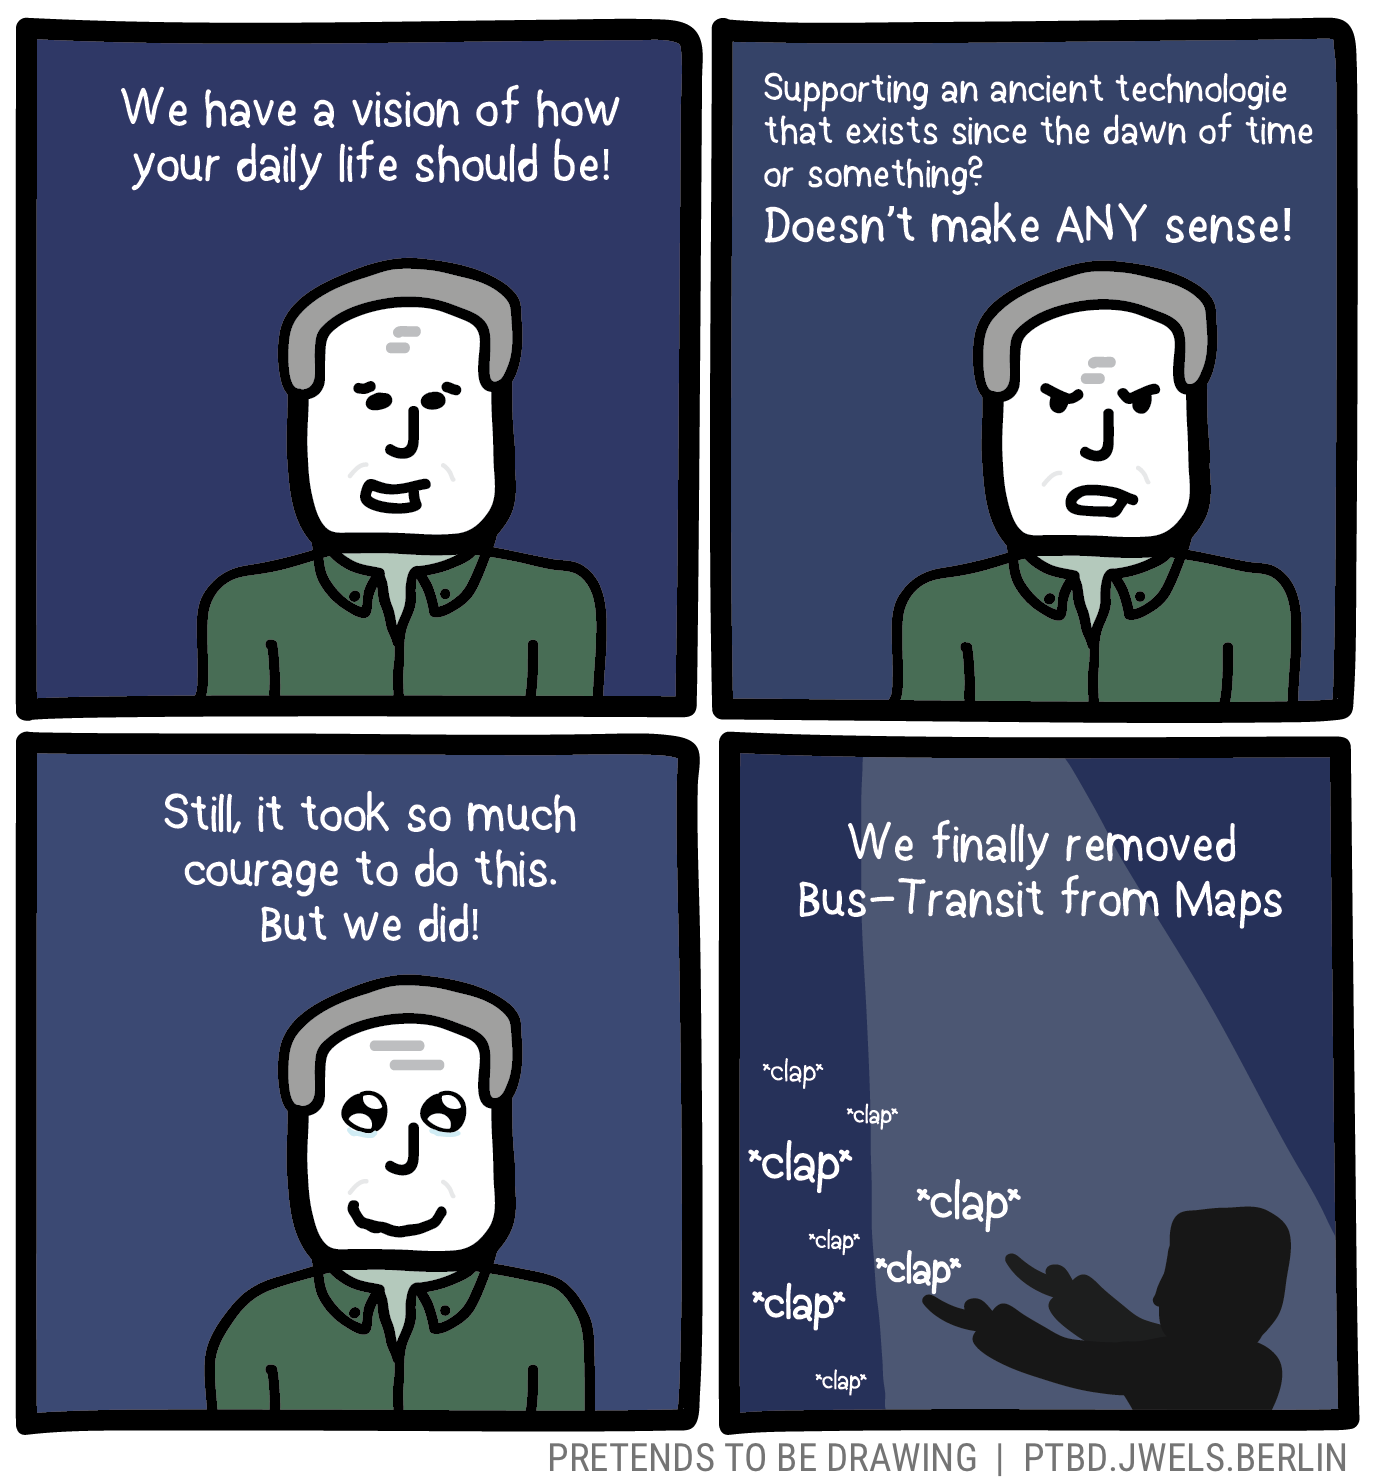 We have a vision of how
your daily life should be!
Supporting an ancient technologie
that exists since the dawn of time
or something?
Doesn't make ANY sense!
Still, it took so much
courage to do this.
But we did!
We finally removed
Bus-Transit from Maps
*clap*
*clap*
*clap*
*clap*
*clap*
*clap*
*clap*
*clap*
PRETENDS TO BE DRAWING | PTBD.JWELS.BERLIN